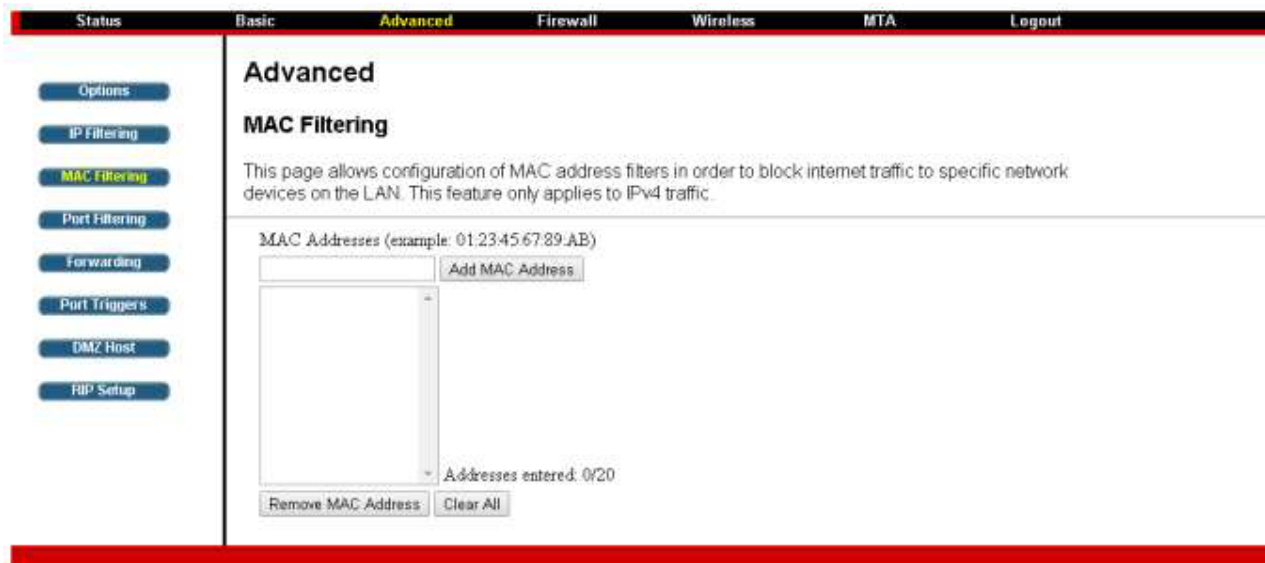 Status Basic Advanced Firewall Wireless MTA Logout
Options
IP Filtering
MAC Filtering
Port Filtering
Forwarding
Port Triggers
DMZ Host
RIP Setup
Advanced
MAC Filtering
This page allows configuration of MAC address filters in order to block internet traffic to specific network
devices on the LAN. This feature only applies to IPv4 traffic.
MAC Addresses (example: 01:23:45:67:89:AB)
Add MAC Address
Addresses entered: 0/20
Remove MAC Address Clear All